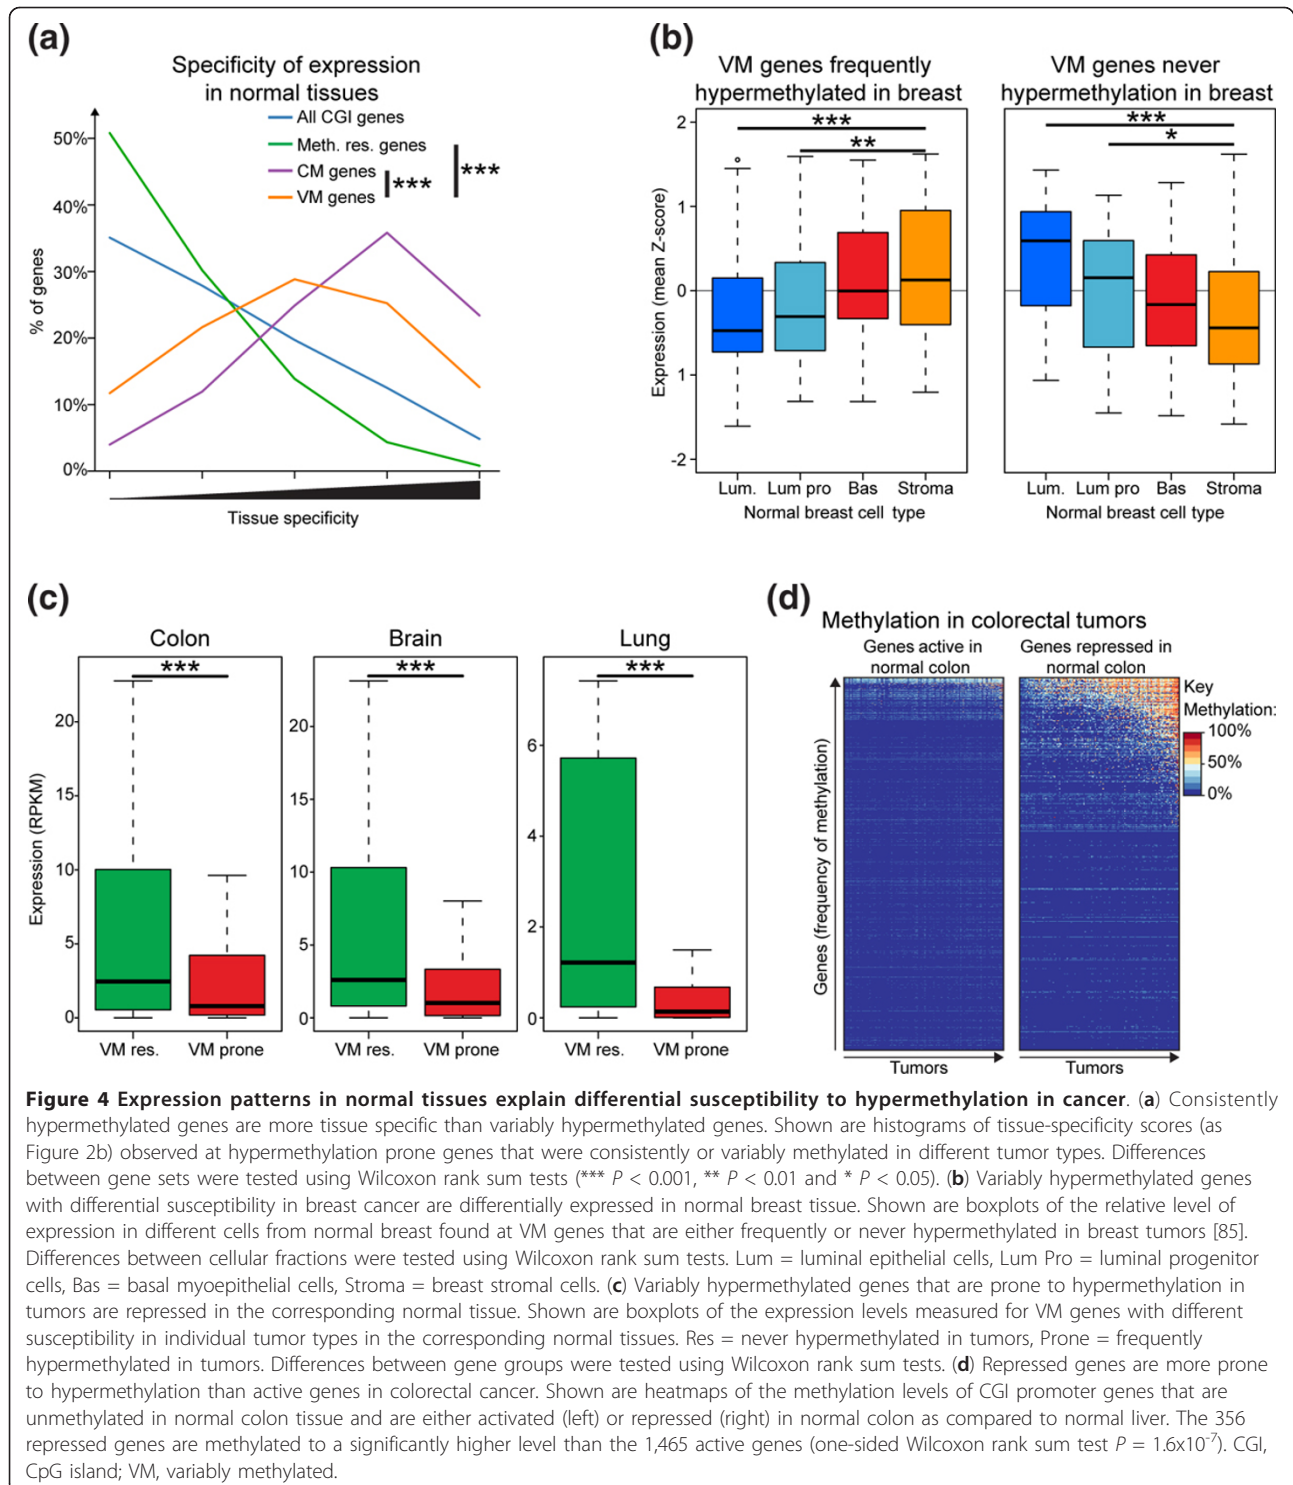 (a)
Specificity of expression
in normal tissues
All CGI genes
Meth. res. genes
CM genes
VM genes
***
***
50%
40%
30%
20%
10%
0%
% of genes
Tissue specificity
(b)
VM genes frequently
hypermethylated in breast
VM genes never
hypermethylation in breast
***
**
***
*
2
1
0
1
-2
Expression (mean Z-score)
Lum. Lum pro Bas Stroma
Normal breast cell type
Lum. Lum pro Bas Stroma
Normal breast cell type
(c)
Colon
Brain
Lung
***
***
***
20
15
10
5
0
20
15
10
5
0
6
4
2
0
Expression (RPKM)
VM res. VM prone
VM res. VM prone
VM res. VM prone
(d)
Methylation in colorectal tumors
Genes active in
normal colon
Genes repressed in
normal colon
Key
Methylation:
100%
50%
0%
Genes (frequency of methylation)
Tumors
Tumors
Figure 4 Expression patterns in normal tissues explain differential susceptibility to hypermethylation in cancer. (a) Consistently
hypermethylated genes are more tissue specific than variably hypermethylated genes. Shown are histograms of tissue-specificity scores (as
Figure 2b) observed at hypermethylation prone genes that were consistently or variably methylated in different tumor types. Differences
between gene sets were tested using Wilcoxon rank sum tests (*** P < 0.001, ** P < 0.01 and * P < 0.05). (b) Variably hypermethylated genes
with differential susceptibility in breast cancer are differentially expressed in normal breast tissue. Shown are boxplots of the relative level of
expression in different cells from normal breast found at VM genes that are either frequently or never hypermethylated in breast tumors [85].
Differences between cellular fractions were tested using Wilcoxon rank sum tests. Lum = luminal epithelial cells, Lum Pro = luminal progenitor
cells, Bas = basal myoepithelial cells, Stroma = breast stromal cells. (c) Variably hypermethylated genes that are prone to hypermethylation in
tumors are repressed in the corresponding normal tissue. Shown are boxplots of the expression levels measured for VM genes with different
susceptibility in individual tumor types in the corresponding normal tissues. Res = never hypermethylated in tumors, Prone = frequently
hypermethylated in tumors. Differences between gene groups were tested using Wilcoxon rank sum tests. (d) Repressed genes are more prone
to hypermethylation than active genes in colorectal cancer. Shown are heatmaps of the methylation levels of CGI promoter genes that are
unmethylated in normal colon tissue and are either activated (left) or repressed (right) in normal colon as compared to normal liver. The 356
repressed genes are methylated to a significantly higher level than the 1,465 active genes (one-sided Wilcoxon rank sum test P = 1.6x10⁻⁷). CGI,
CpG island; VM, variably methylated.